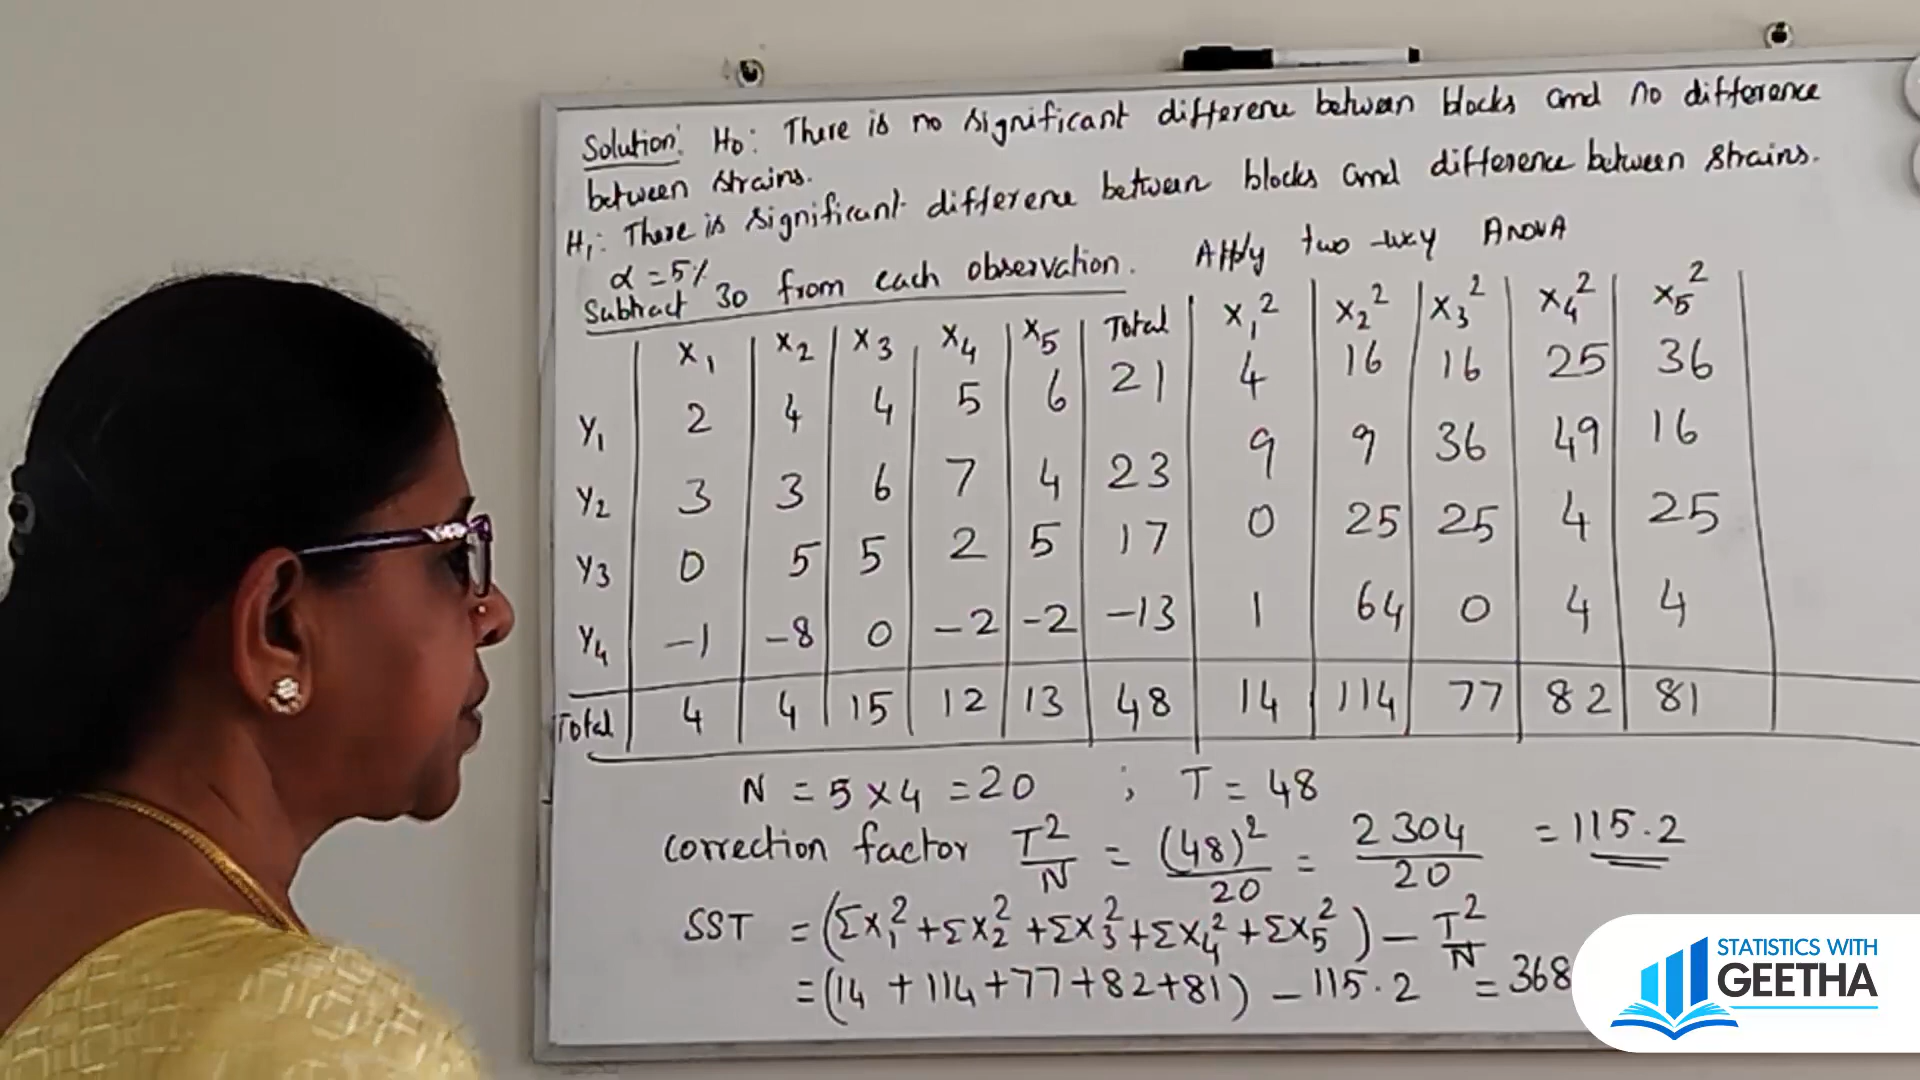 Solution: H0: There is no significant difference between blocks and no difference
between strains.
H1: There is significant difference between blocks and difference between strains.
α = 5%
Subtract 30 from each observation. Apply two-way ANOVA
X1 X2 X3 X4 X5 Total X1² X2² X3² X4² X5²
Y1 2 4 4 5 6 21 4 16 16 25 36
Y2 3 3 6 7 4 23 9 9 36 49 16
Y3 0 5 5 2 5 17 0 25 25 4 25
Y4 -1 -8 0 -2 -2 -13 1 64 0 4 4
Total 4 4 15 12 13 48 14 114 77 82 81
N = 5 × 4 = 20 ; T = 48
Correction factor T²/N = (48)²/20 = 2304/20 = 115.2
SST = (ΣX1² + ΣX2² + ΣX3² + ΣX4² + ΣX5²) - T²/N
= (14 + 114 + 77 + 82 + 81) - 115.2 = 368
STATISTICS WITH
GEETHA